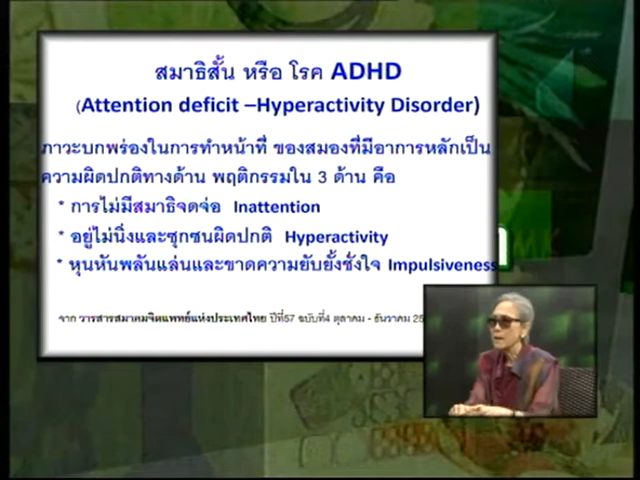 สมาธิสั้น หรือ โรค ADHD
(Attention deficit –Hyperactivity Disorder)
ภาวะบกพร่องในการทำหน้าที่ ของสมองที่มีอาการหลักเป็น
ความผิดปกติทางด้าน พฤติกรรมใน 3 ด้าน คือ
* การไม่มีสมาธิจดจ่อ Inattention
* อยู่ไม่นิ่งและซุกซนผิดปกติ Hyperactivity
* หุนหันพลันแล่นและขาดความยับยั้งชั่งใจ Impulsiveness
จาก วารสารสมาคมจิตแพทย์แห่งประเทศไทย ปีที่57 ฉบับที่4 ตุลาคม - ธันวาคม 25